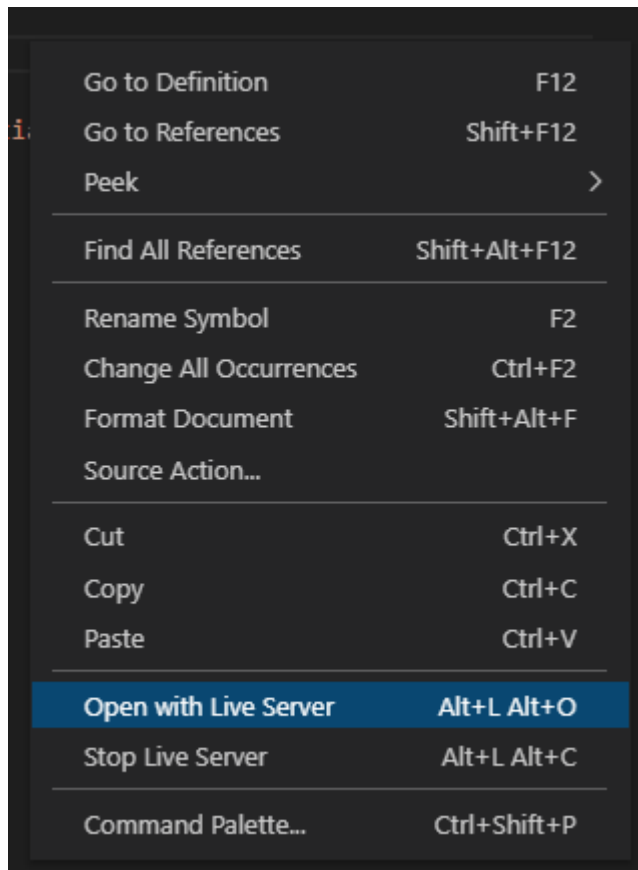 Go to Definition F12
Go to References Shift+F12
Peek
Find All References Shift+Alt+F12
Rename Symbol F2
Change All Occurrences Ctrl+F2
Format Document Shift+Alt+F
Source Action...
Cut Ctrl+X
Copy Ctrl+C
Paste Ctrl+V
Open with Live Server Alt+L Alt+O
Stop Live Server Alt+L Alt+C
Command Palette... Ctrl+Shift+P